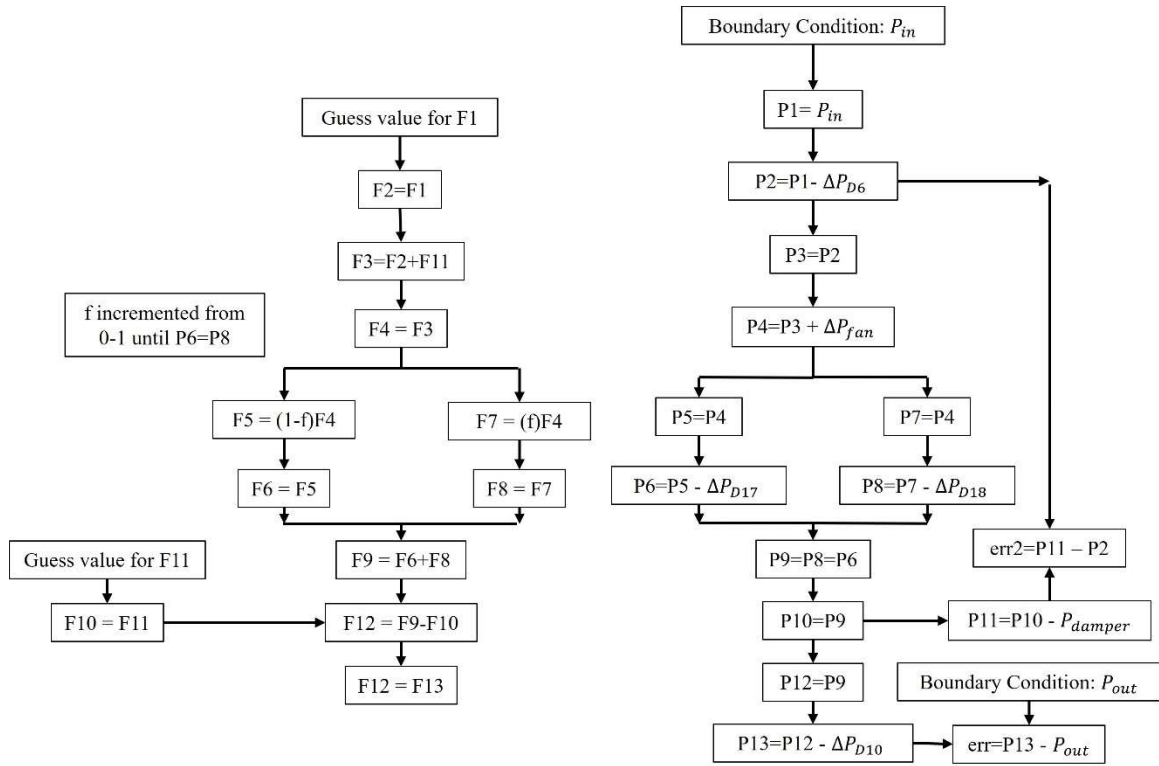 Guess value for F1
F2=F1
F3=F2+F11
f incremented from
0-1 until P6=P8
F4 = F3
F5 = (1-f)F4
F7 = (f)F4
F6 = F5
F8 = F7
F9 = F6+F8
Guess value for F11
F10 = F11
F12 = F9-F10
F12 = F13
Boundary Condition: P_in
P1= P_in
P2=P1- ΔP_D6
P3=P2
P4=P3 + ΔP_fan
P5=P4
P7=P4
P6=P5 - ΔP_D17
P8=P7 - ΔP_D18
P9=P8=P6
err2=P11 – P2
P10=P9
P11=P10 - P_damper
P12=P9
Boundary Condition: P_out
P13=P12 - ΔP_D10
err=P13 - P_out